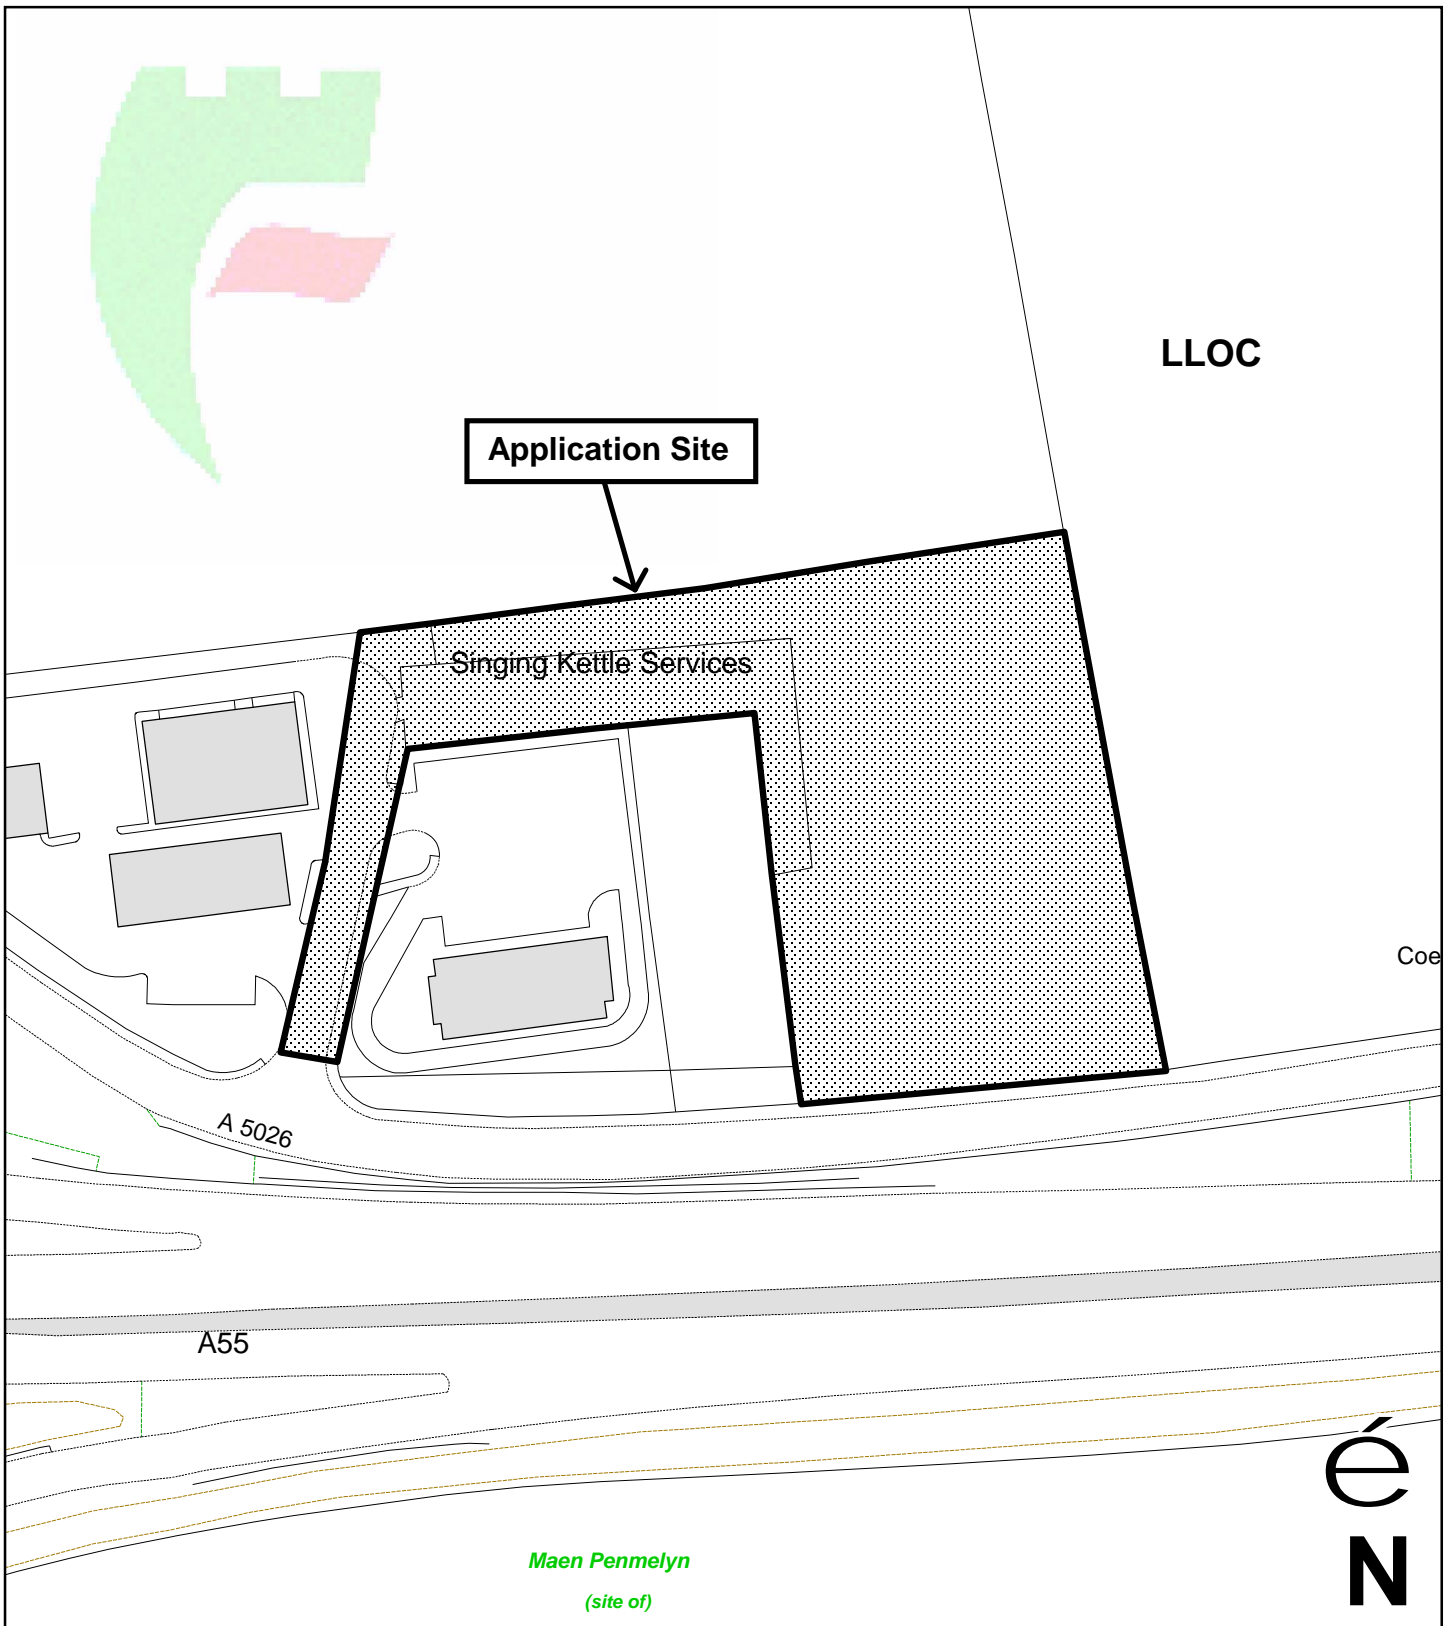 LLOC
Application Site
Singing Kettle Services
Coe
A 5026
A55
é
N
Maen Penmelyn
(site of)